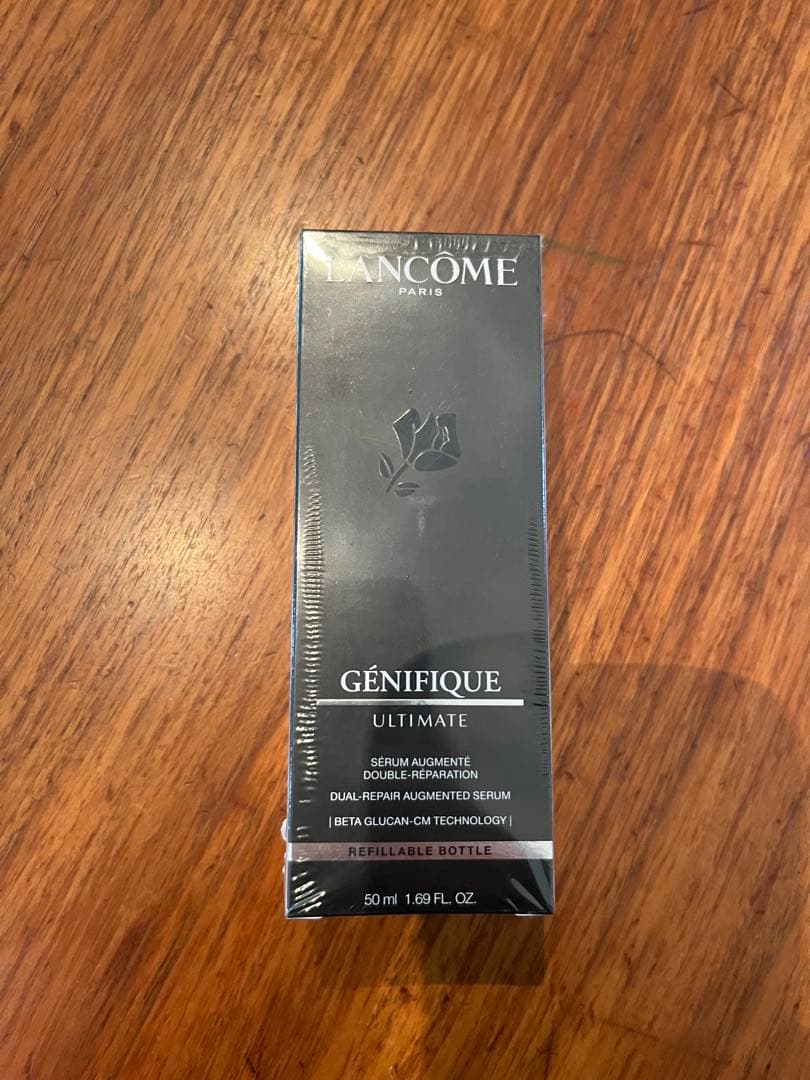 LANCÔME
PARIS
GÉNIFIQUE
ULTIMATE
SÉRUM AUGMENTÉ
DOUBLE-RÉPARATION
DUAL-REPAIR AUGMENTED SERUM
| BETA GLUCAN-CM TECHNOLOGY |
REFILLABLE BOTTLE
50 ml 1.69 FL. OZ.